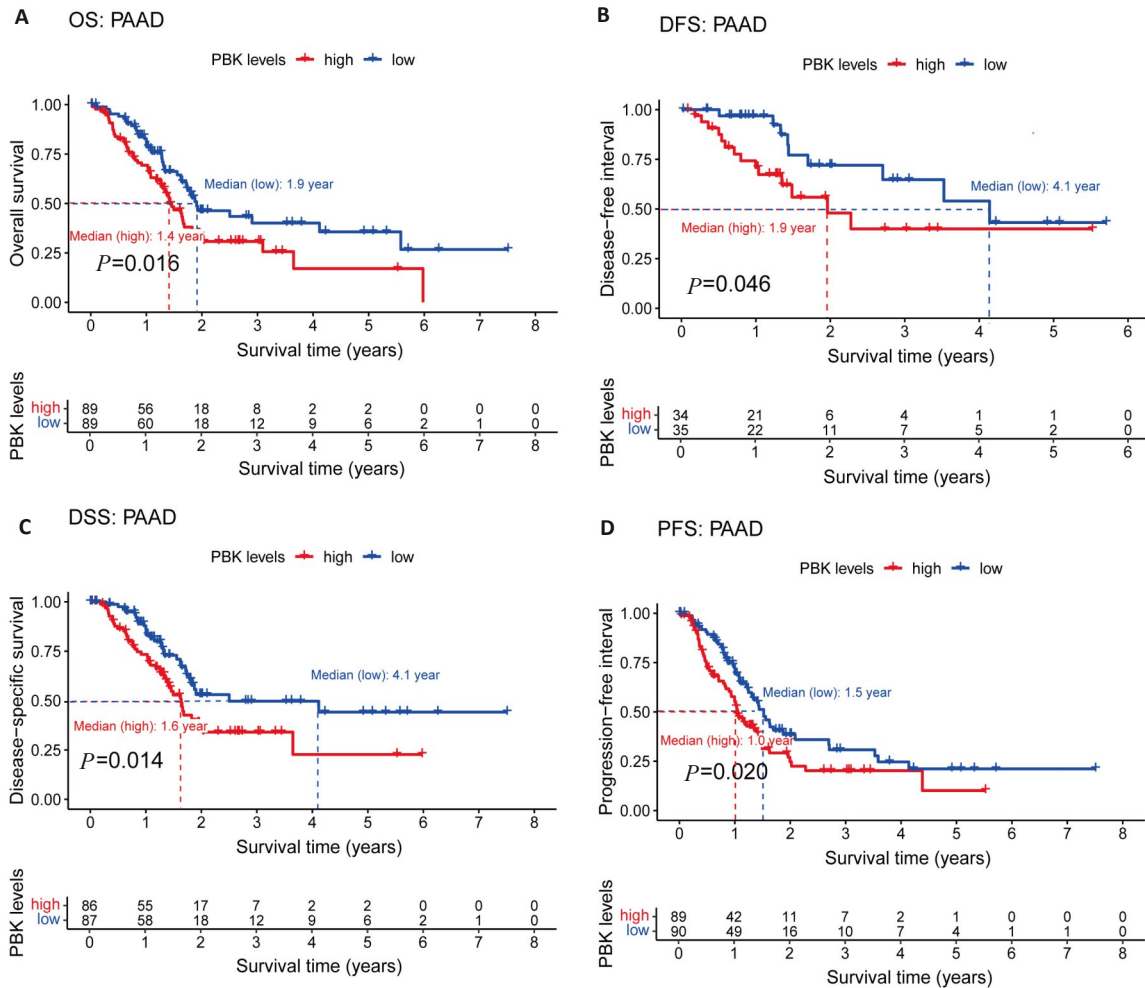 A
OS: PAAD
PBK levels high low
1.00
0.75
0.50
0.25
0.00
Overall survival
Median (low): 1.9 year
Median (high): 1.4 year
P=0.016
0 1 2 3 4 5 6 7 8
Survival time (years)
PBK levels
high 89 56 18 8 2 2 0 0 0
low 89 60 18 12 9 6 2 1 0
0 1 2 3 4 5 6 7 8
Survival time (years)
B
DFS: PAAD
PBK levels high low
1.00
0.75
0.50
0.25
0.00
Disease-free interval
Median (low): 4.1 year
Median (high): 1.9 year
P=0.046
0 1 2 3 4 5 6
Survival time (years)
PBK levels
high 34 21 6 4 1 1 0
low 35 22 11 7 5 2 0
0 1 2 3 4 5 6
Survival time (years)
C
DSS: PAAD
PBK levels high low
1.00
0.75
0.50
0.25
0.00
Disease-specific survival
Median (low): 4.1 year
Median (high): 1.6 year
P=0.014
0 1 2 3 4 5 6 7 8
Survival time (years)
PBK levels
high 86 55 17 7 2 2 0 0 0
low 87 58 18 12 9 6 2 1 0
0 1 2 3 4 5 6 7 8
Survival time (years)
D
PFS: PAAD
PBK levels high low
1.00
0.75
0.50
0.25
0.00
Progression-free interval
Median (low): 1.5 year
Median (high): 1.0 year
P=0.020
0 1 2 3 4 5 6 7 8
Survival time (years)
PBK levels
high 89 42 11 7 2 1 0 0 0
low 90 49 16 10 7 4 1 1 0
0 1 2 3 4 5 6 7 8
Survival time (years)